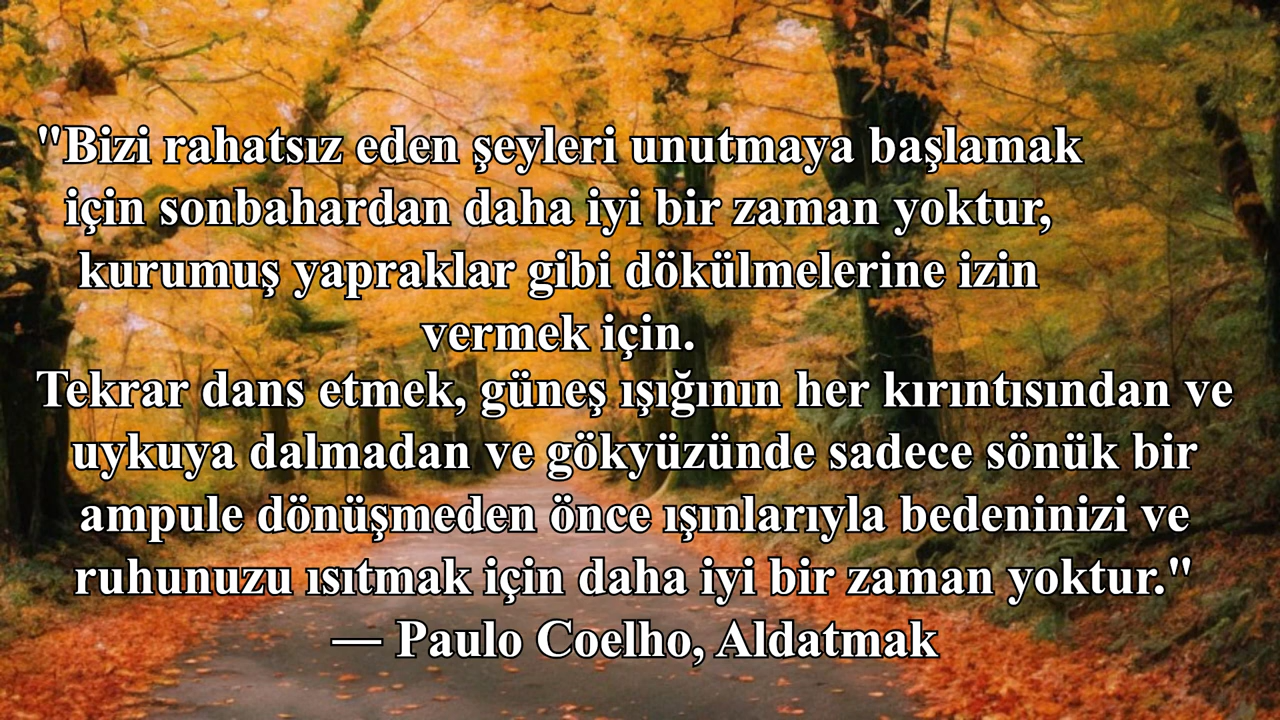 "Bizi rahatsız eden şeyleri unutmaya başlamak
için sonbahardan daha iyi bir zaman yoktur,
kurumuş yapraklar gibi dökülmelerine izin
vermek için.
Tekrar dans etmek, güneş ışığının her kırıntısından ve
uykuya dalmadan ve gökyüzünde sadece sönük bir
ampule dönüşmeden önce ışınlarıyla bedeninizi ve
ruhunuzu ısıtmak için daha iyi bir zaman yoktur."
— Paulo Coelho, Aldatmak